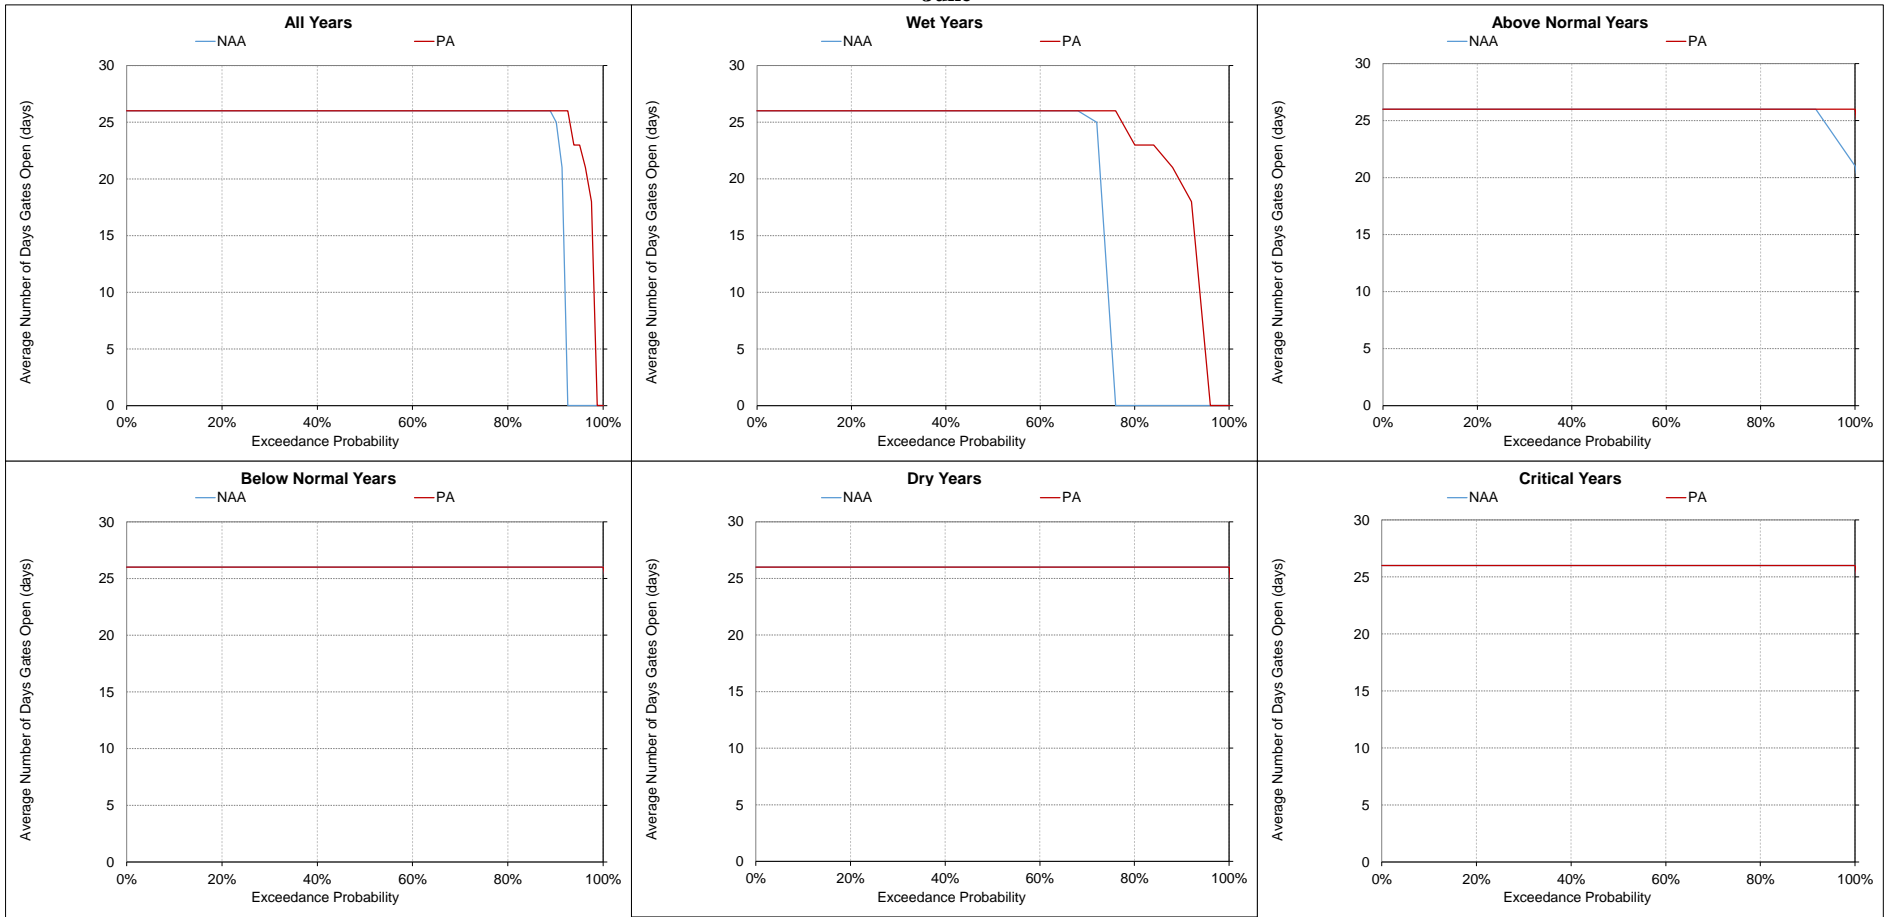 All Years
NAA PA
Average Number of Days Gates Open (days)
30
25
20
15
10
5
0
0% 20% 40% 60% 80% 100%
Exceedance Probability
Wet Years
NAA PA
Average Number of Days Gates Open (days)
30
25
20
15
10
5
0
0% 20% 40% 60% 80% 100%
Exceedance Probability
Above Normal Years
NAA PA
Average Number of Days Gates Open (days)
30
25
20
15
10
5
0
0% 20% 40% 60% 80% 100%
Exceedance Probability
Below Normal Years
NAA PA
Average Number of Days Gates Open (days)
30
25
20
15
10
5
0
0% 20% 40% 60% 80% 100%
Exceedance Probability
Dry Years
NAA PA
Average Number of Days Gates Open (days)
30
25
20
15
10
5
0
0% 20% 40% 60% 80% 100%
Exceedance Probability
Critical Years
NAA PA
Average Number of Days Gates Open (days)
30
25
20
15
10
5
0
0% 20% 40% 60% 80% 100%
Exceedance Probability